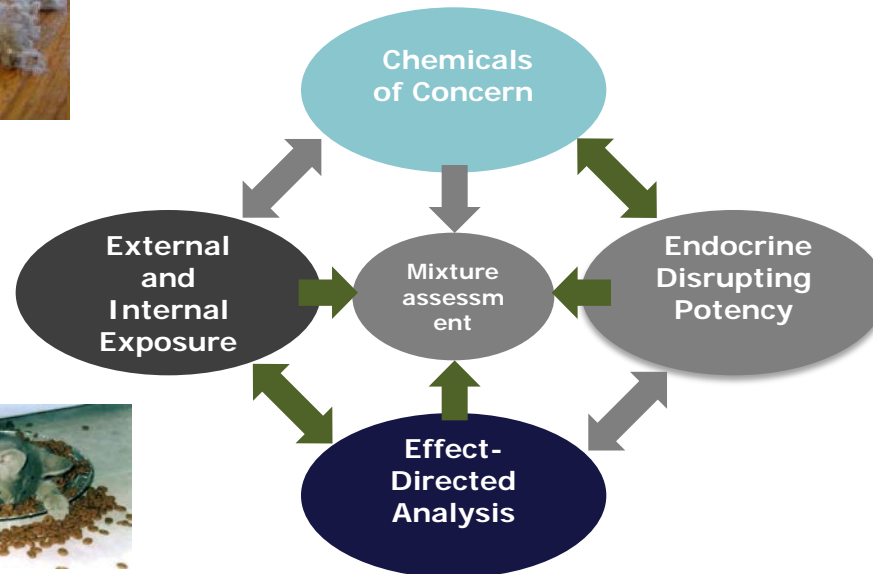 Chemicals
of Concern
External
and
Internal
Exposure
Mixture
assessm
ent
Endocrine
Disrupting
Potency
Effect-
Directed
Analysis